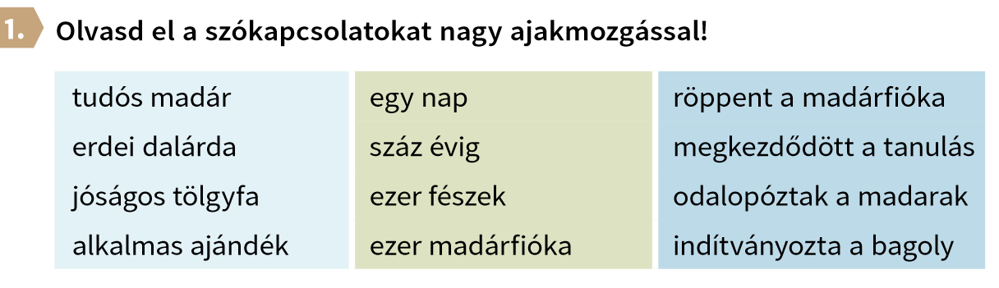 1. Olvasd el a szókapcsolatokat nagy ajakmozgással!
tudós madár egy nap röppent a madárfióka
erdei dalárda száz évig megkezdődött a tanulás
jóságos tölgyfa ezer fészek odalopóztak a madarak
alkalmas ajándék ezer madárfióka indítványozta a bagoly